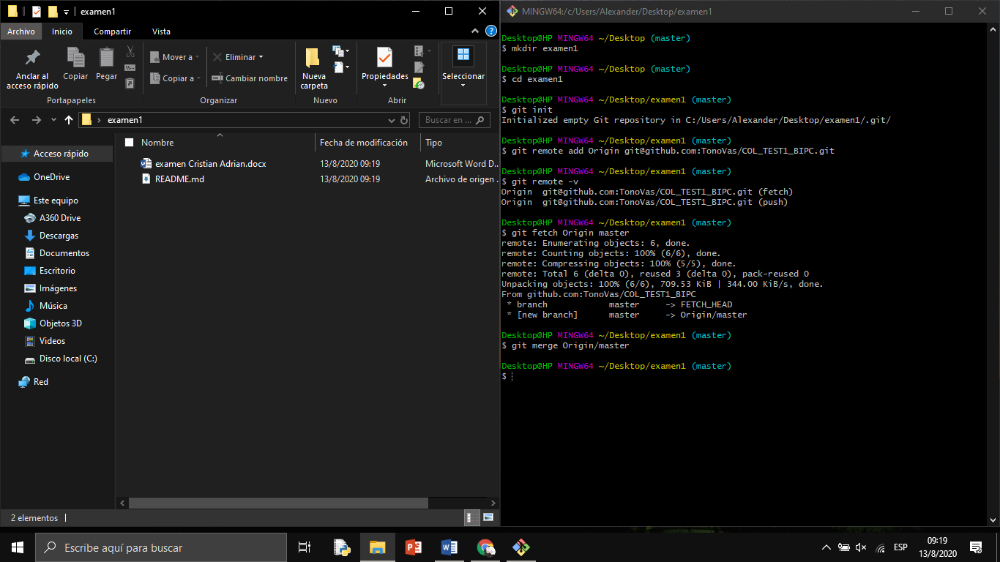 examen1
Archivo Inicio Compartir Vista
Anclar al acceso rápido
Copiar
Pegar
Mover a
Copiar a
Eliminar
Cambiar nombre
Nueva carpeta
Propiedades
Seleccionar
Portapapeles Organizar Nuevo Abrir
examen1
Buscar en ...
Nombre Fecha de modificación Tipo
examen Cristian Adrian.docx 13/8/2020 09:19 Microsoft Word D...
README.md 13/8/2020 09:19 Archivo de origen ...
Acceso rápido
OneDrive
Este equipo
A360 Drive
Descargas
Documentos
Escritorio
Imágenes
Música
Objetos 3D
Videos
Disco local (C:)
Red
2 elementos
MINGW64:/c/Users/Alexander/Desktop/examen1
Desktop@HP MINGW64 ~/Desktop (master)
$ mkdir examen1
Desktop@HP MINGW64 ~/Desktop (master)
$ cd examen1
Desktop@HP MINGW64 ~/Desktop/examen1 (master)
$ git init
Initialized empty Git repository in C:/Users/Alexander/Desktop/examen1/.git/
Desktop@HP MINGW64 ~/Desktop/examen1 (master)
$ git remote add Origin git@github.com:TonoVas/COL_TEST1_BIPC.git
Desktop@HP MINGW64 ~/Desktop/examen1 (master)
$ git remote -v
Origin  git@github.com:TonoVas/COL_TEST1_BIPC.git (fetch)
Origin  git@github.com:TonoVas/COL_TEST1_BIPC.git (push)
Desktop@HP MINGW64 ~/Desktop/examen1 (master)
$ git fetch Origin master
remote: Enumerating objects: 6, done.
remote: Counting objects: 100% (6/6), done.
remote: Compressing objects: 100% (5/5), done.
remote: Total 6 (delta 0), reused 3 (delta 0), pack-reused 0
Unpacking objects: 100% (6/6), 709.53 KiB | 344.00 KiB/s, done.
From github.com:TonoVas/COL_TEST1_BIPC
 * branch            master     -> FETCH_HEAD
 * [new branch]      master     -> Origin/master
Desktop@HP MINGW64 ~/Desktop/examen1 (master)
$ git merge Origin/master
Desktop@HP MINGW64 ~/Desktop/examen1 (master)
$
Escribe aquí para buscar
ESP
09:19
13/8/2020